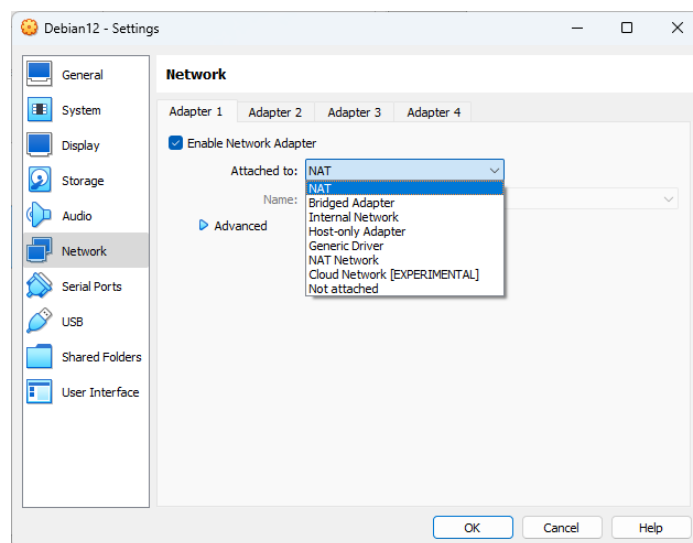 Debian12 - Settings
General
System
Display
Storage
Audio
Network
Serial Ports
USB
Shared Folders
User Interface
Network
Adapter 1 Adapter 2 Adapter 3 Adapter 4
Enable Network Adapter
Attached to: NAT
NAT
Name:
Bridged Adapter
Internal Network
Advanced
Host-only Adapter
Generic Driver
NAT Network
Cloud Network [EXPERIMENTAL]
Not attached
OK Cancel Help